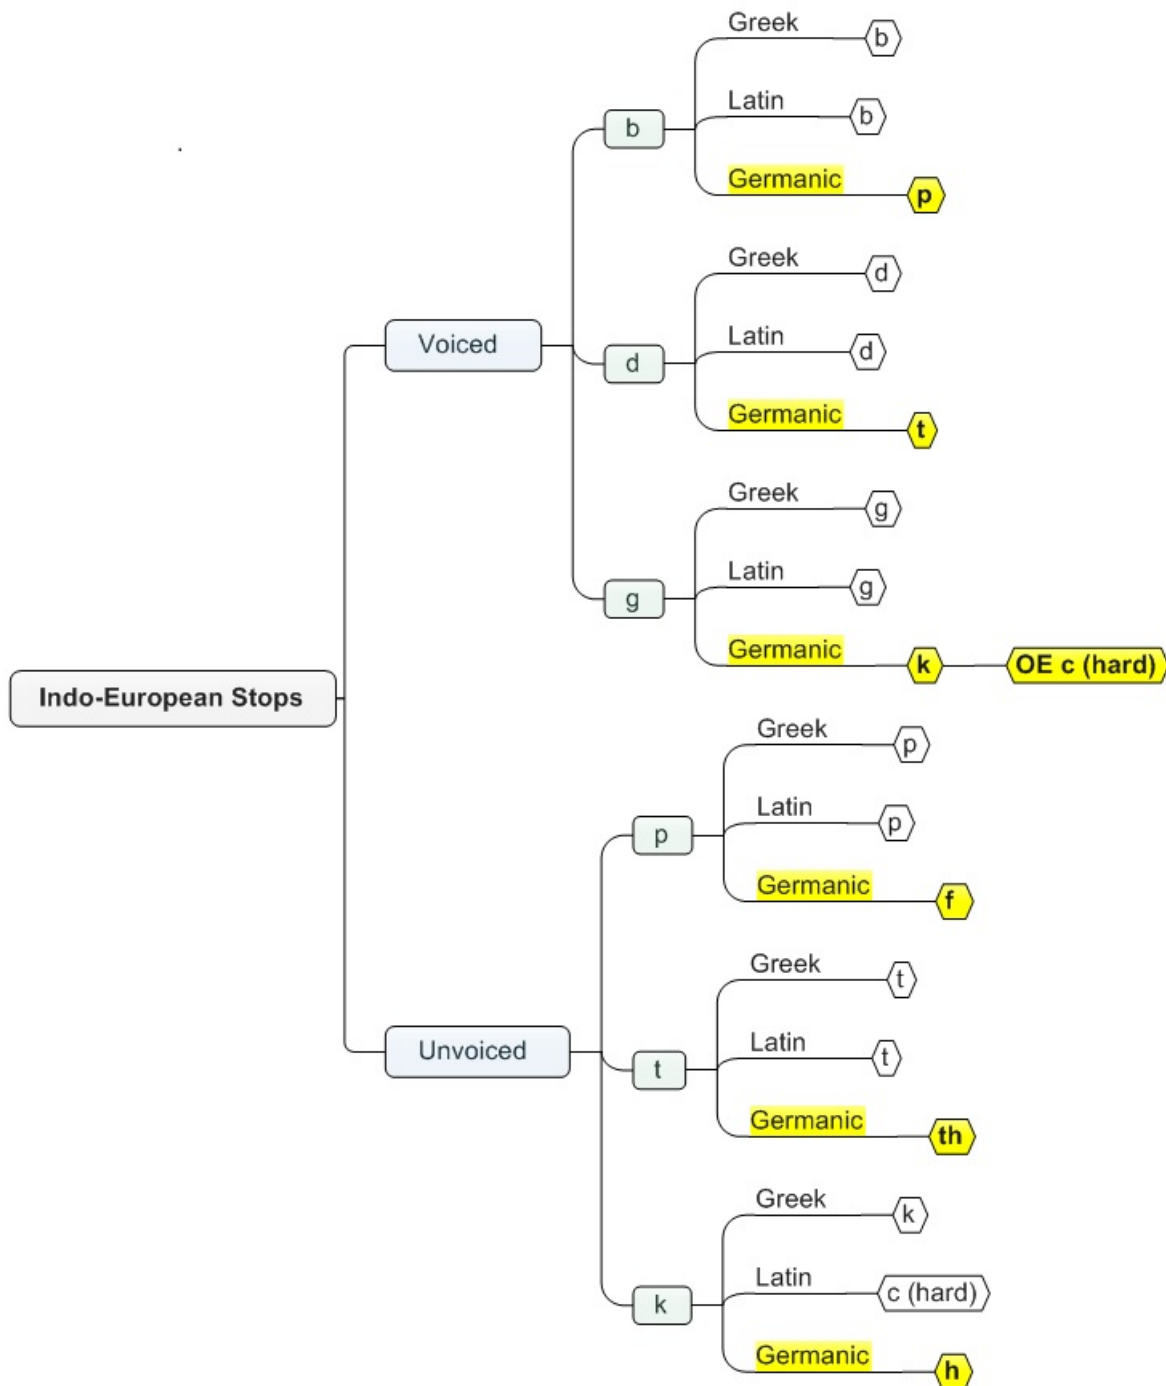 Greek
b
Latin
b
b
Germanic
p
Greek
d
Voiced
Latin
d
d
Germanic
t
Greek
g
Latin
g
g
Germanic
k
OE c (hard)
Indo-European Stops
Greek
p
Latin
p
p
Germanic
f
Greek
t
Unvoiced
Latin
t
t
Germanic
th
Greek
k
Latin
c (hard)
k
Germanic
h